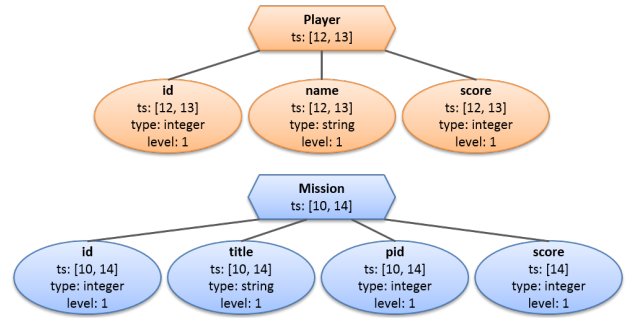 Player
ts: [12, 13]
id
ts: [12, 13]
type: integer
level: 1
name
ts: [12, 13]
type: string
level: 1
score
ts: [12, 13]
type: integer
level: 1
Mission
ts: [10, 14]
id
ts: [10, 14]
type: integer
level: 1
title
ts: [10, 14]
type: string
level: 1
pid
ts: [10, 14]
type: integer
level: 1
score
ts: [14]
type: integer
level: 1